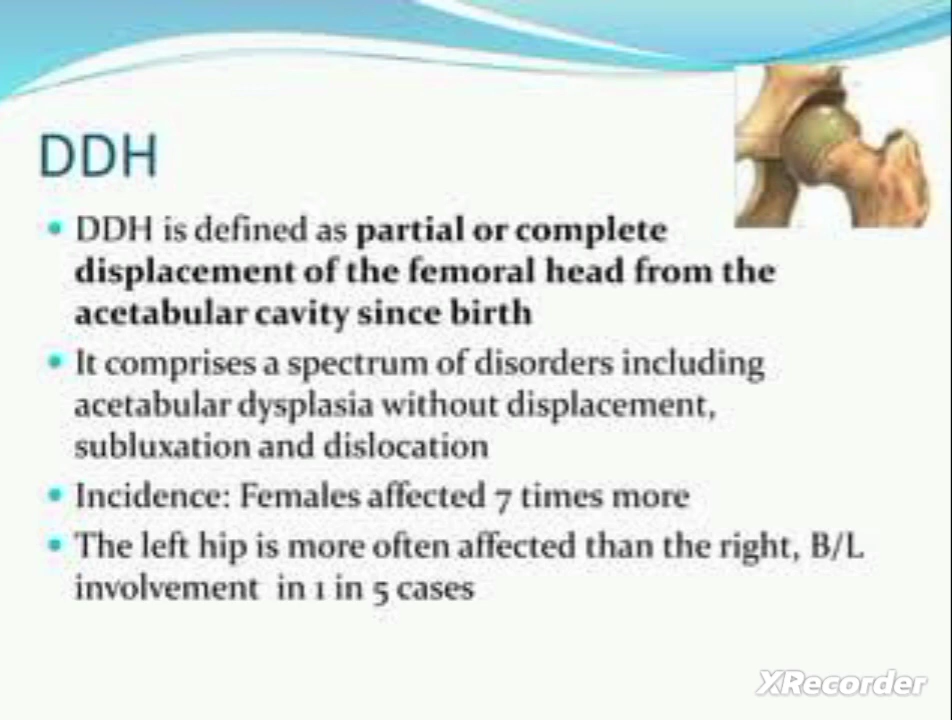 DDH
• DDH is defined as partial or complete
displacement of the femoral head from the
acetabular cavity since birth
• It comprises a spectrum of disorders including
acetabular dysplasia without displacement,
subluxation and dislocation
• Incidence: Females affected 7 times more
• The left hip is more often affected than the right, B/L
involvement in 1 in 5 cases
XRecorder